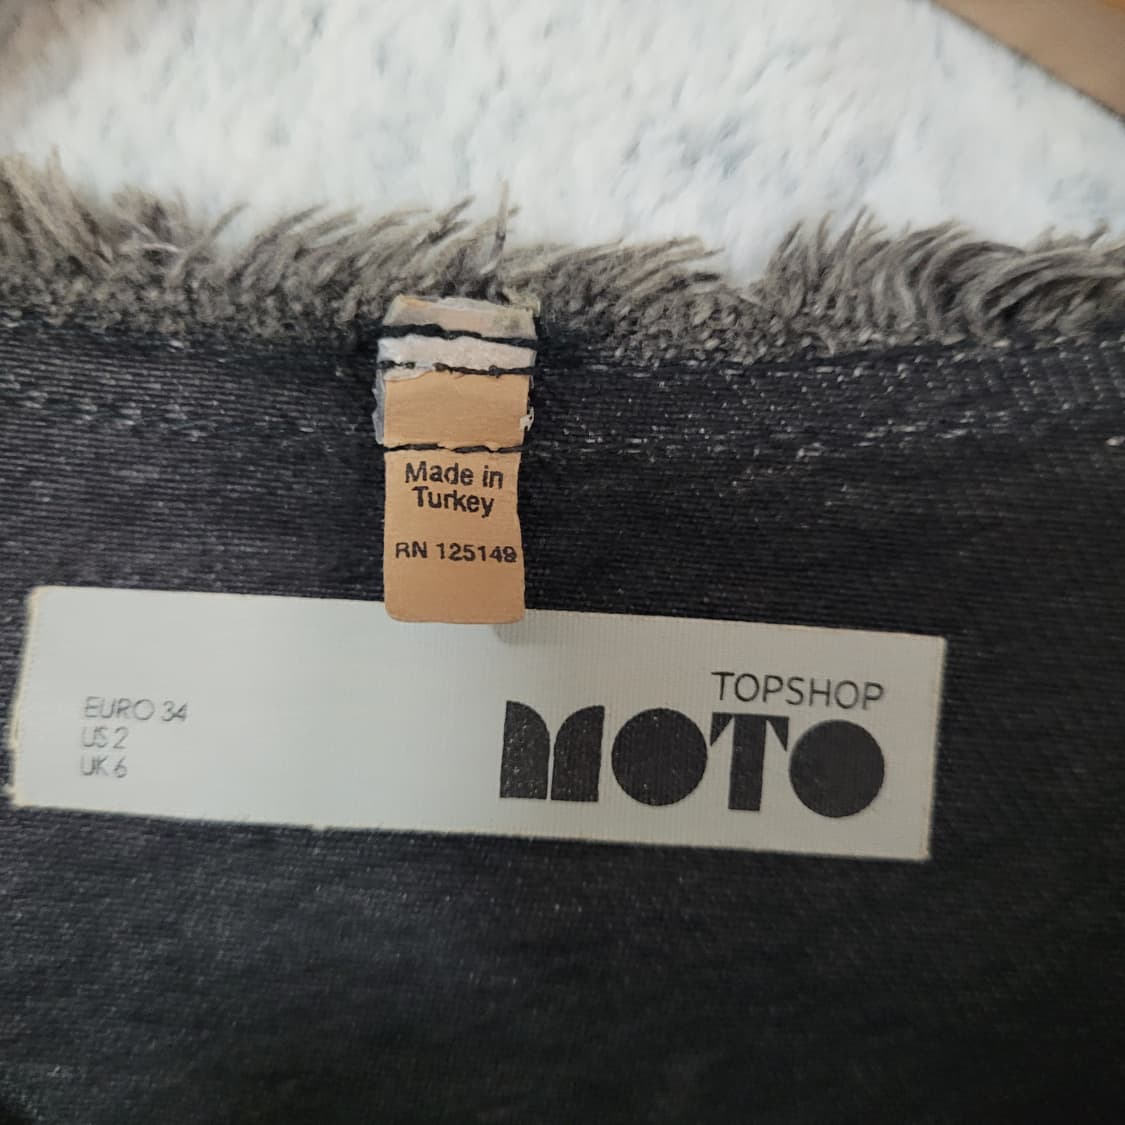 Made in
Turkey
RN 125149
TOPSHOP
MOTO
EURO 34
US 2
UK 6